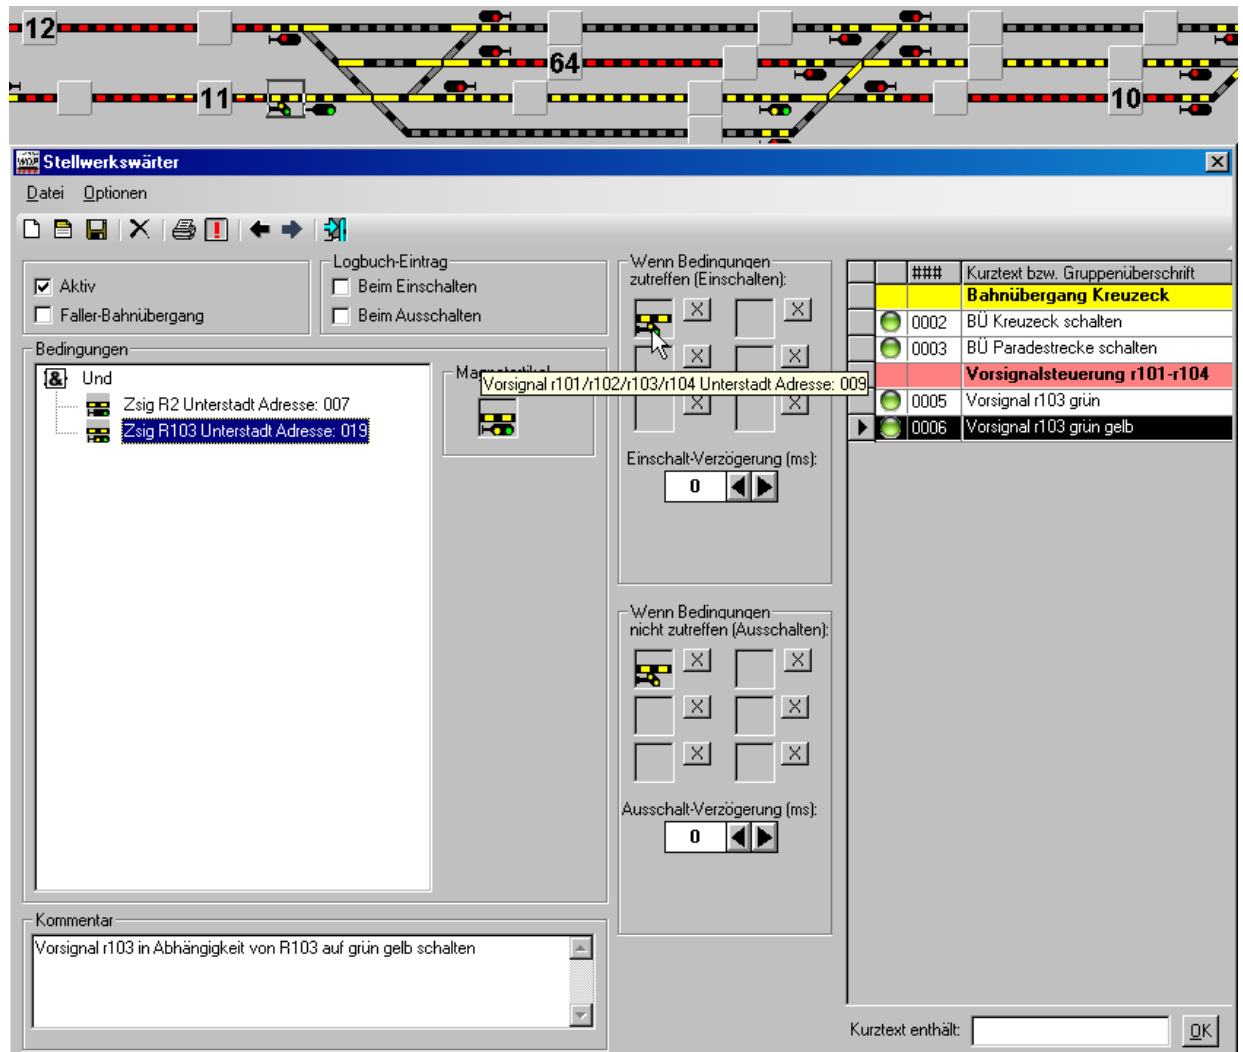 12
64
11
10
Stellwerkswärter
Datei Optionen
Aktiv
Faller-Bahnübergang
Logbuch-Eintrag
Beim Einschalten
Beim Ausschalten
Bedingungen
& Und
Zsig R2 Unterstadt Adresse: 007
Zsig R103 Unterstadt Adresse: 019
Vorsignal r101/r102/r103/r104 Unterstadt Adresse: 009
Wenn Bedingungen
zutreffen (Einschalten):
X X
X X
X X
Einschalt-Verzögerung (ms):
0
Wenn Bedingungen
nicht zutreffen (Ausschalten):
X X
X X
X X
Ausschalt-Verzögerung (ms):
0
Kommentar
Vorsignal r103 in Abhängigkeit von R103 auf grün gelb schalten
### Kurztext bzw. Gruppenüberschrift
Bahnübergang Kreuzeck
0002 BÜ Kreuzeck schalten
0003 BÜ Paradestrecke schalten
Vorsignalsteuerung r101-r104
0005 Vorsignal r103 grün
0006 Vorsignal r103 grün gelb
Kurztext enthält:
OK